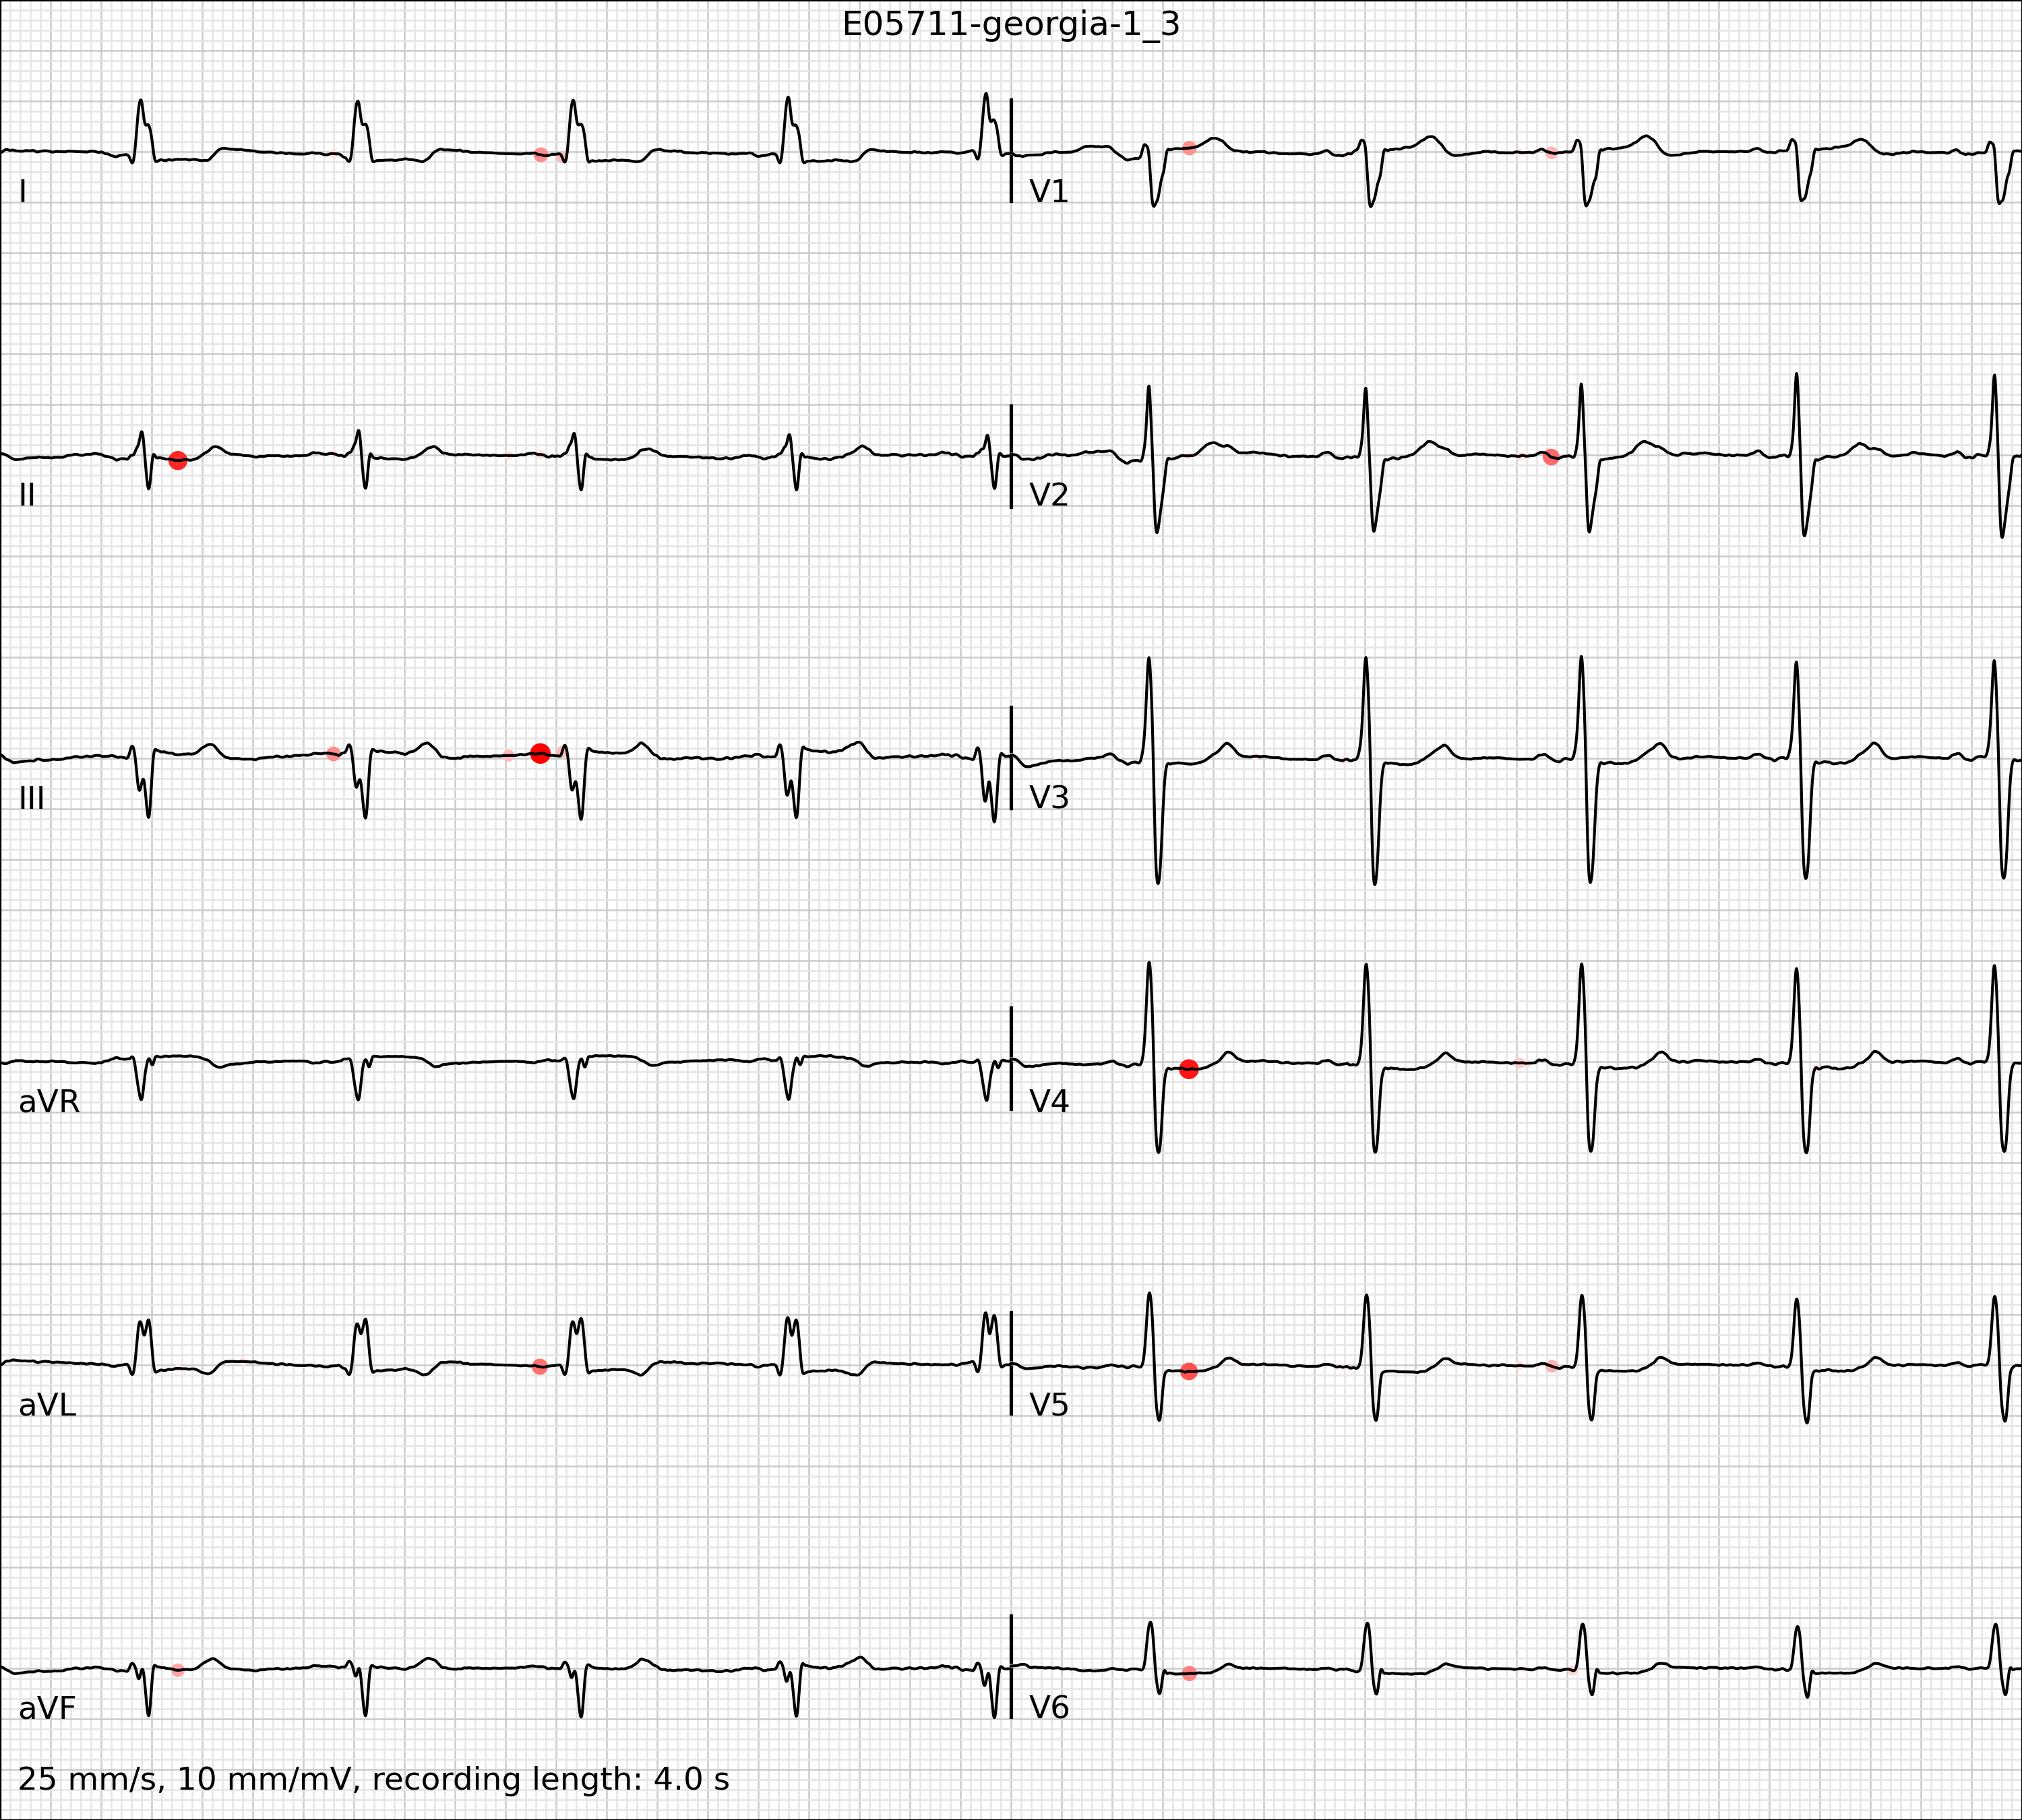 E05711-georgia-1_3
I
V1
II
V2
III
V3
aVR
V4
aVL
V5
aVF
V6
25 mm/s, 10 mm/mV, recording length: 4.0 s